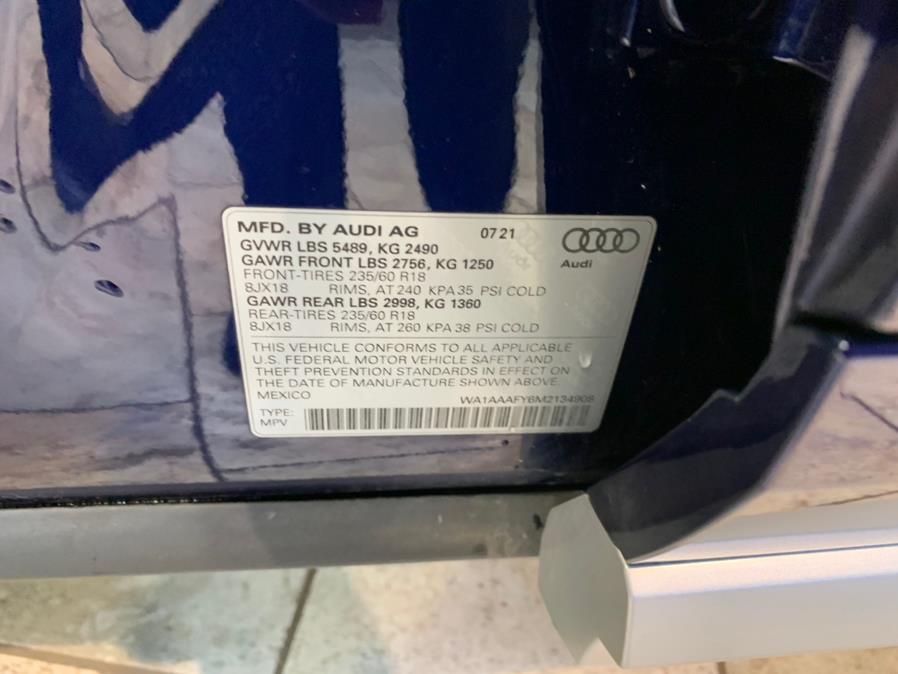 MFD. BY AUDI AG 07 21
GVWR LBS 5489, KG 2490
GAWR FRONT LBS 2756, KG 1250
FRONT-TIRES 235/60 R18
8JX18 RIMS, AT 240 KPA 35 PSI COLD
GAWR REAR LBS 2998, KG 1360
REAR-TIRES 235/60 R18
8JX18 RIMS, AT 260 KPA 38 PSI COLD
Audi
THIS VEHICLE CONFORMS TO ALL APPLICABLE
U.S. FEDERAL MOTOR VEHICLE SAFETY AND
THEFT PREVENTION STANDARDS IN EFFECT ON
THE DATE OF MANUFACTURE SHOWN ABOVE.
MEXICO WA1AAAFY6M2134908
TYPE:
MPV